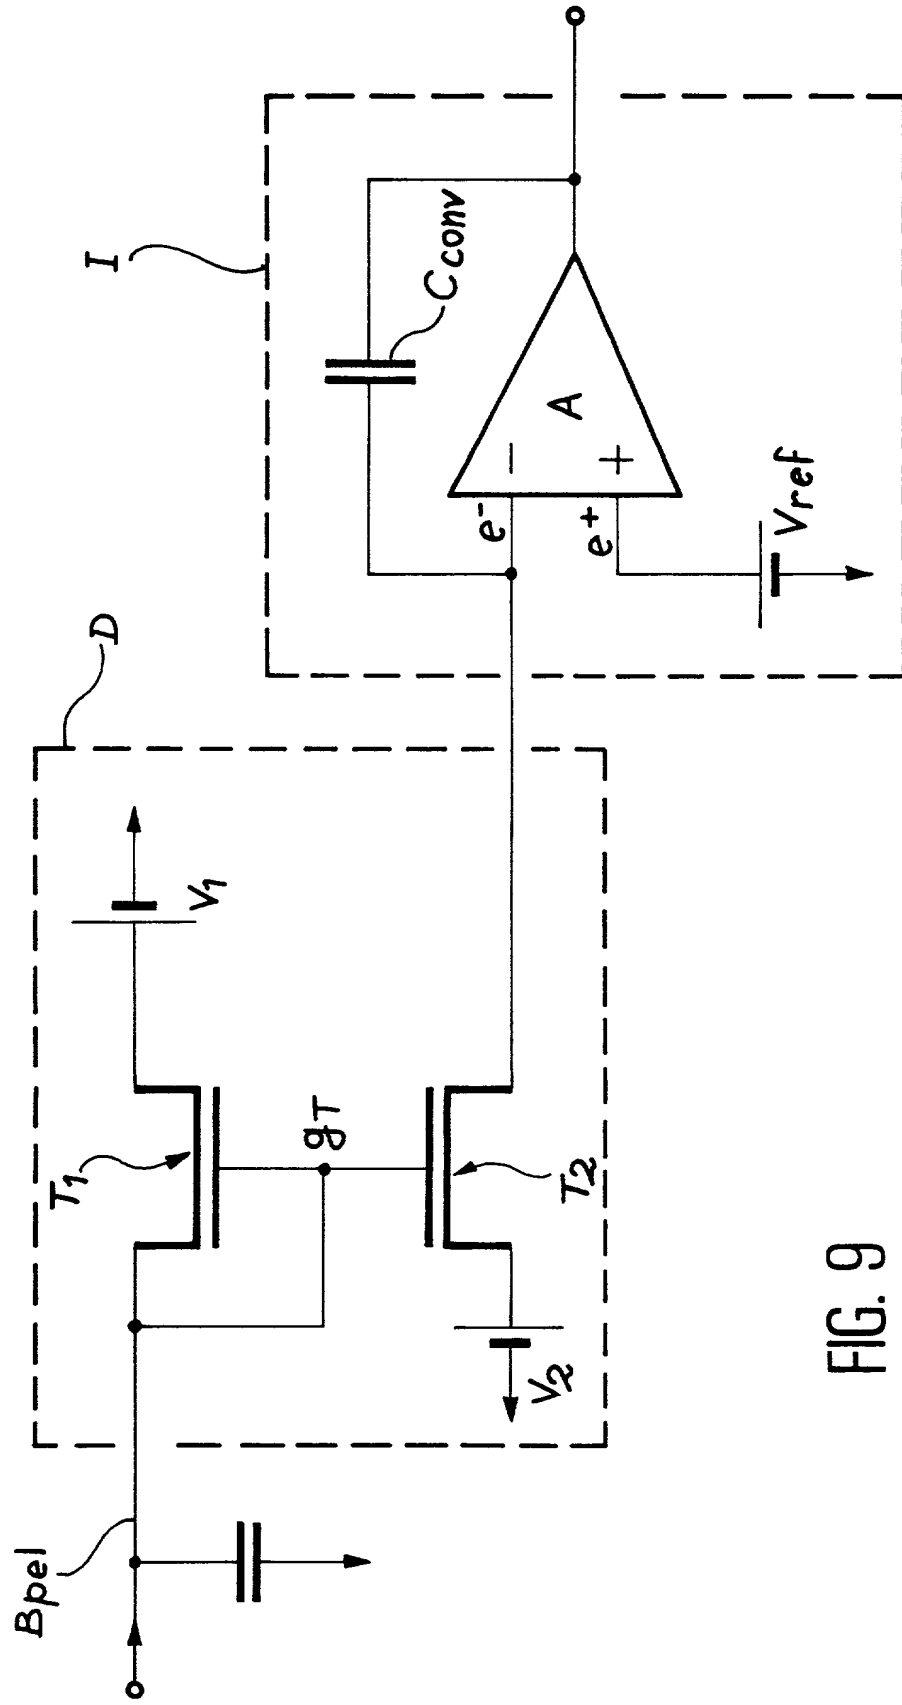 I
D
Bpel
T1
V1
gT
T2
V2
Cconv
e-
e+
−
+
A
Vref
FIG. 9